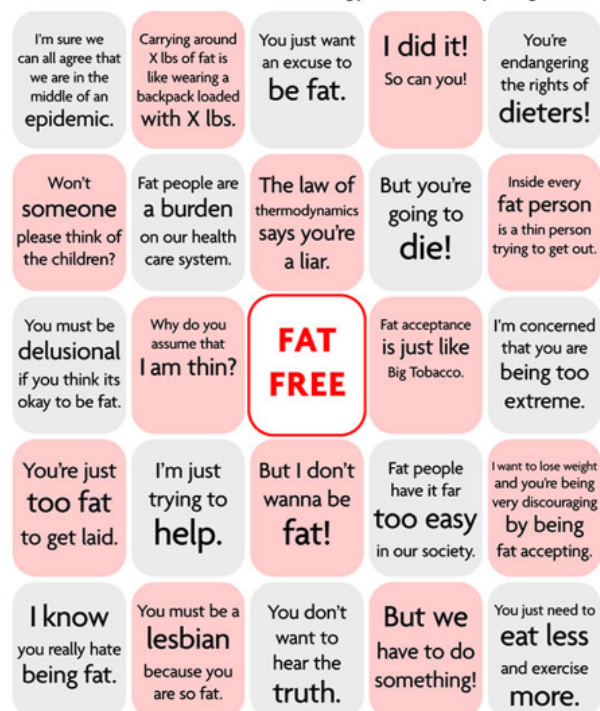 I'm sure we
can all agree that
we are in the
middle of an
epidemic.
Carrying around
X lbs of fat is
like wearing a
backpack loaded
with X lbs.
You just want
an excuse to
be fat.
I did it!
So can you!
You're
endangering
the rights of
dieters!
Won't
someone
please think of
the children?
Fat people are
a burden
on our health
care system.
The law of
thermodynamics
says you're
a liar.
But you're
going to
die!
Inside every
fat person
is a thin person
trying to get out.
You must be
delusional
if you think its
okay to be fat.
Why do you
assume that
I am thin?
FAT
FREE
Fat acceptance
is just like
Big Tobacco.
I'm concerned
that you are
being too
extreme.
You're just
too fat
to get laid.
I'm just
trying to
help.
But I don't
wanna be
fat!
Fat people
have it far
too easy
in our society.
I want to lose weight
and you're being
very discouraging
by being
fat accepting.
I know
you really hate
being fat.
You must be a
lesbian
because you
are so fat.
You don't
want to
hear the
truth.
But we
have to do
something!
You just need to
eat less
and exercise
more.